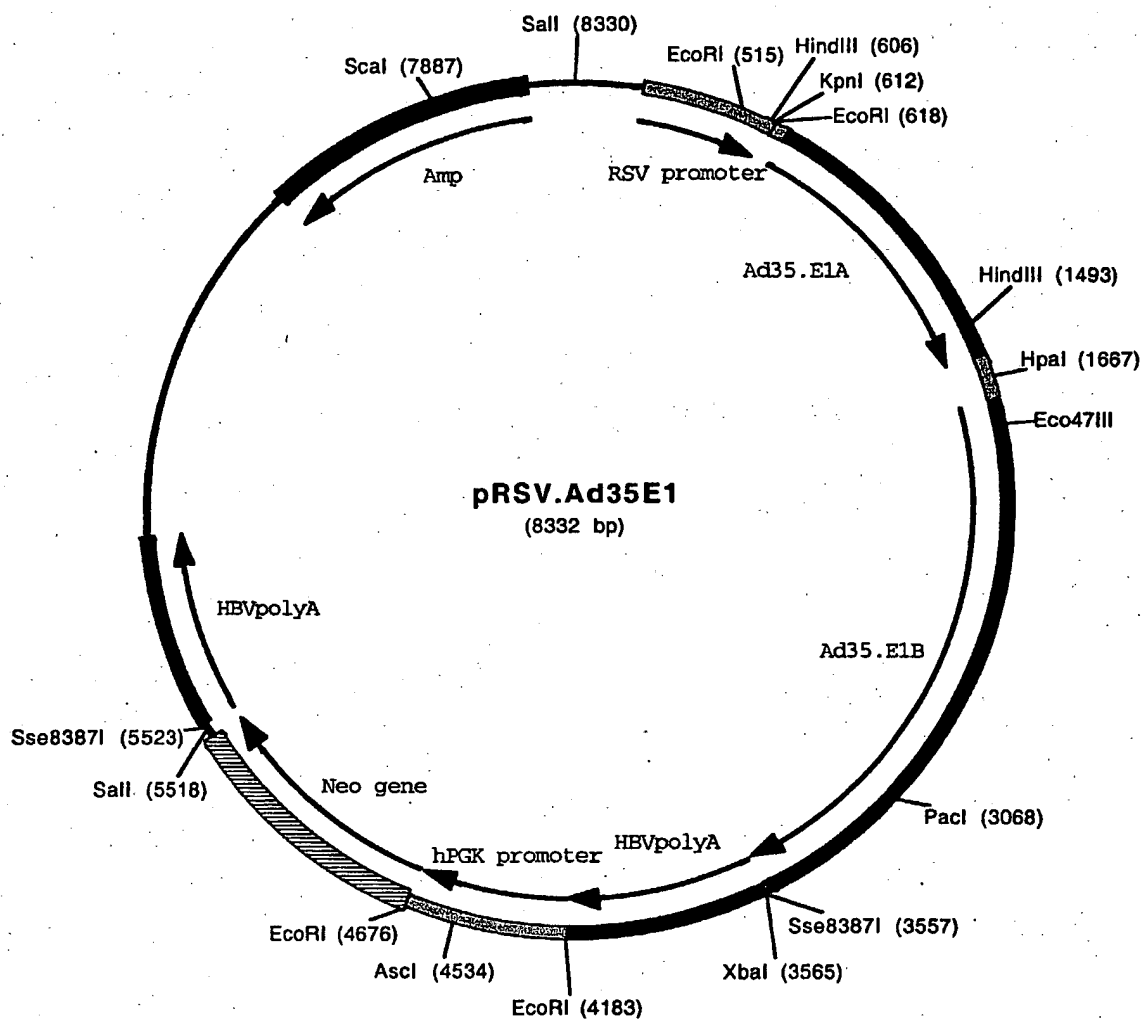 SalI (8330)
EcoRI (515)
HindIII (606)
ScaI (7887)
KpnI (612)
EcoRI (618)
Amp
RSV promoter
Ad35.E1A
HindIII (1493)
HpaI (1667)
Eco47III
pRSV.Ad35E1
(8332 bp)
HBVpolyA
Ad35.E1B
Sse8387I (5523)
SalI (5518)
Neo gene
PacI (3068)
HBVpolyA
hPGK promoter
Sse8387I (3557)
EcoRI (4676)
AscI (4534)
XbaI (3565)
EcoRI (4183)